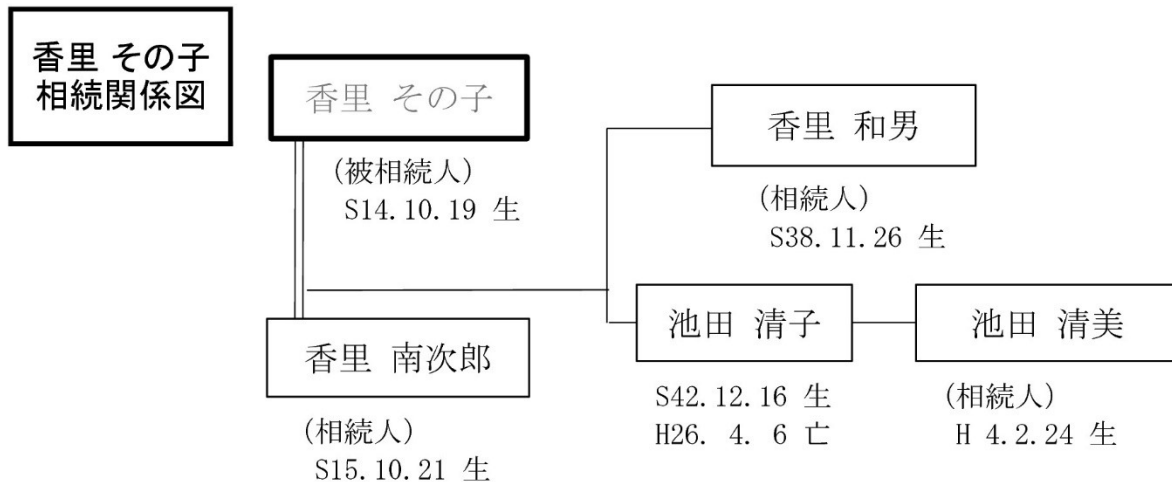 香里 その子
相続関係図
香里 その子
(被相続人)
S14.10.19 生
香里 和男
(相続人)
S38.11.26 生
香里 南次郎
(相続人)
S15.10.21 生
池田 清子
S42.12.16 生
H26. 4. 6 亡
池田 清美
(相続人)
H 4.2.24 生